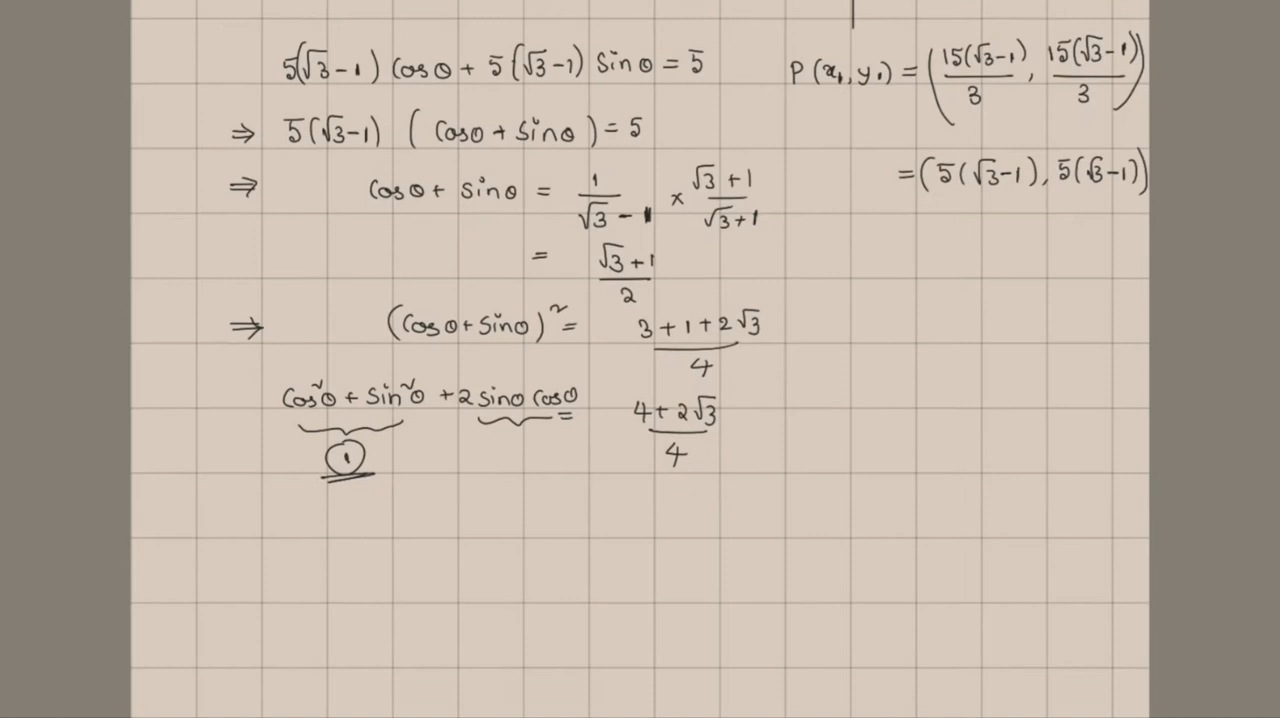 5(√3-1) Cosθ + 5(√3-1) Sinθ = 5
P(x₁,y₁) = (15(√3-1)/3, 15(√3-1)/3)
⇒ 5(√3-1) (Cosθ + Sinθ) = 5
= (5(√3-1), 5(√3-1))
⇒ Cosθ + Sinθ = 1/(√3-1) × (√3+1)/(√3+1)
= (√3+1)/2
⇒ (Cosθ+Sinθ)² = (3+1+2√3)/4
Cos²θ + Sin²θ + 2 Sinθ Cosθ = (4+2√3)/4
1